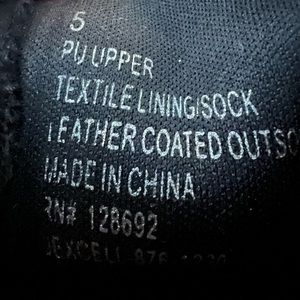 5
PU UPPER
TEXTILE LINING/SOCK
LEATHER COATED OUTSO
MADE IN CHINA
RN# 128692